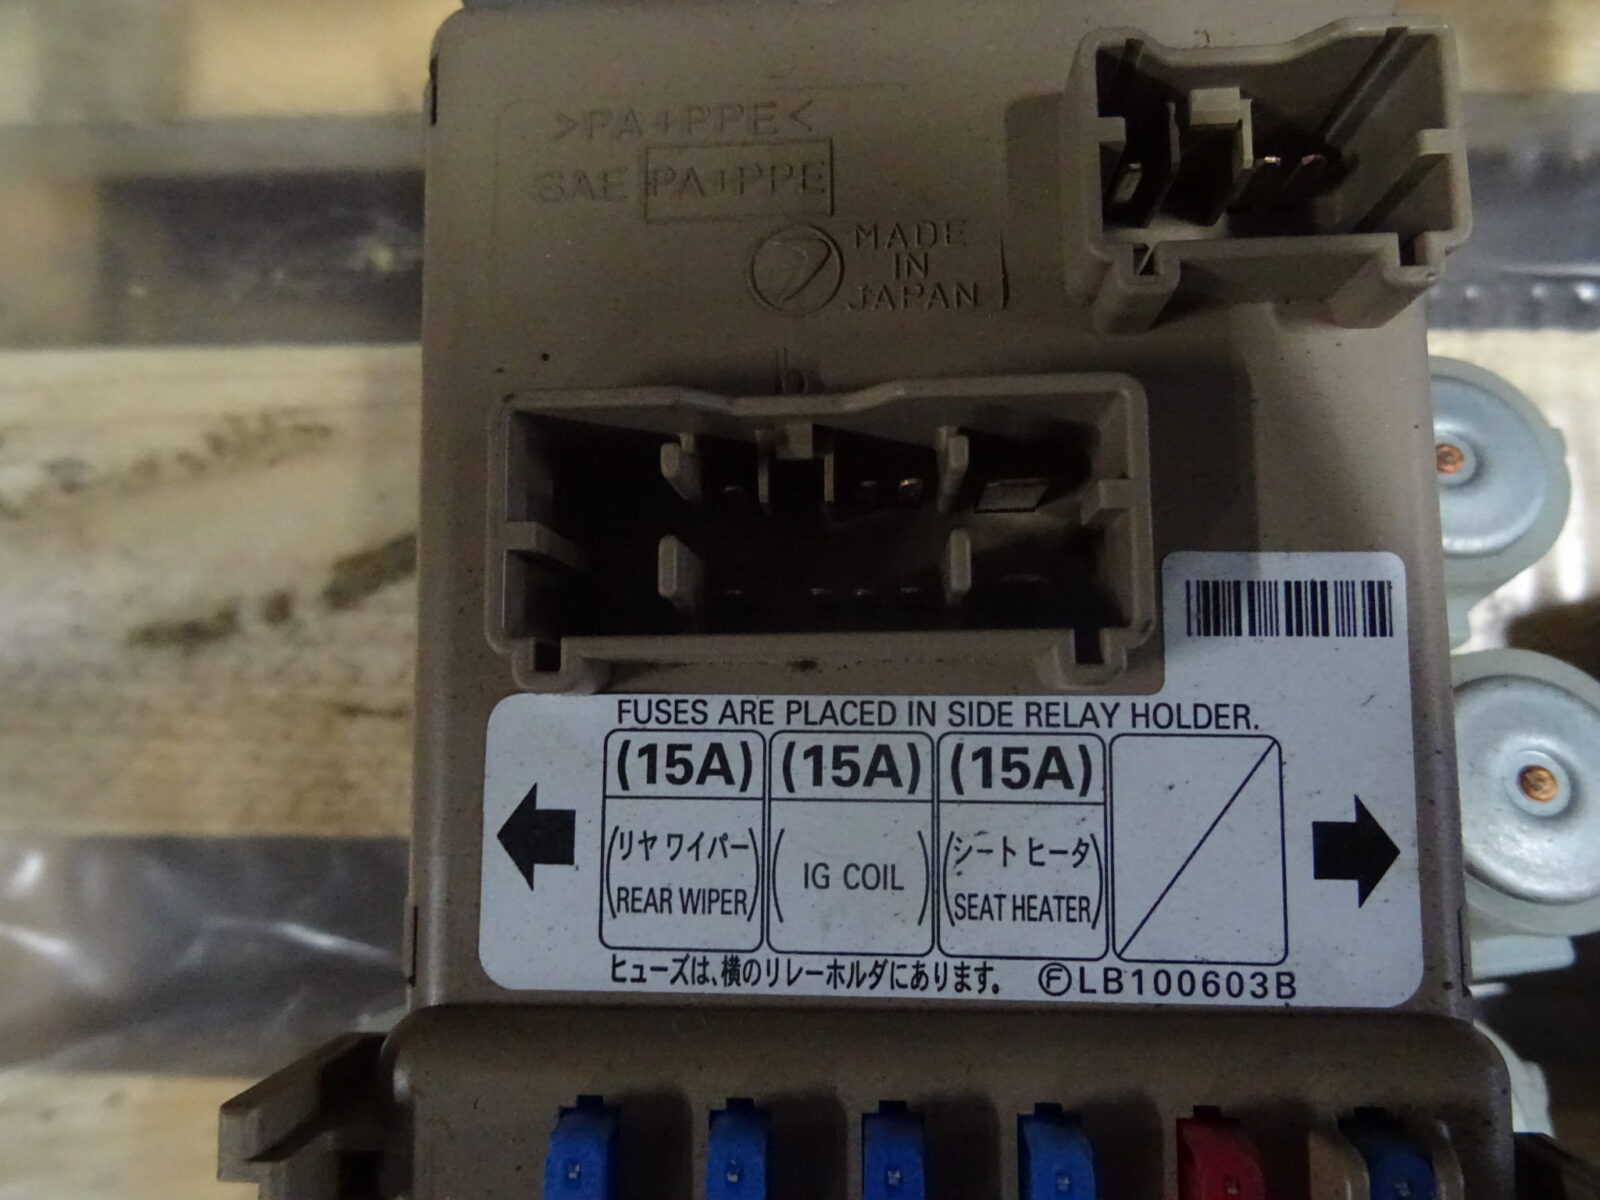 >PA+PPE<
SAE PA+PPE
MADE
IN
JAPAN
b
FUSES ARE PLACED IN SIDE RELAY HOLDER.
(15A) (15A) (15A)
(リヤ ワイパー REAR WIPER)
(IG COIL)
(シート ヒータ SEAT HEATER)
ヒューズは、横のリレーホルダにあります。 ⒻLB100603B